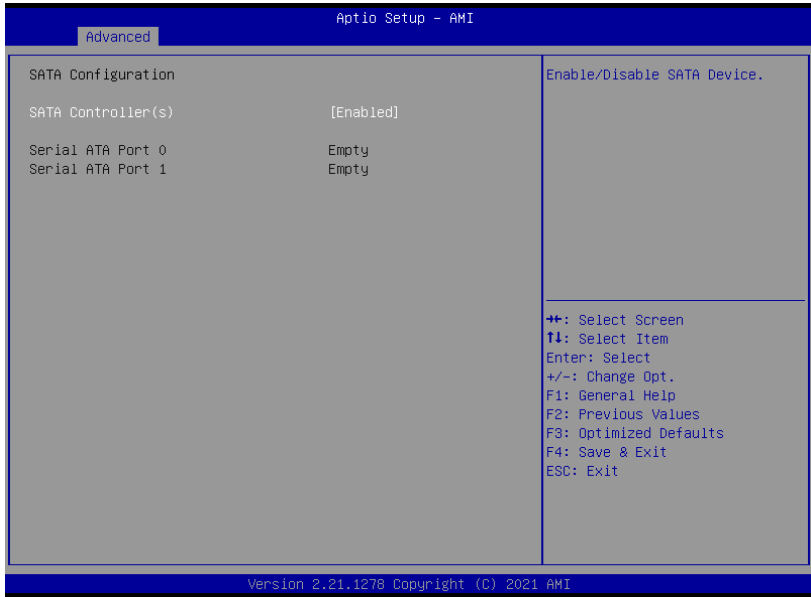 Aptio Setup – AMI
Advanced
SATA Configuration
SATA Controller(s) [Enabled]
Serial ATA Port 0 Empty
Serial ATA Port 1 Empty
Enable/Disable SATA Device.
→←: Select Screen
↑↓: Select Item
Enter: Select
+/-: Change Opt.
F1: General Help
F2: Previous Values
F3: Optimized Defaults
F4: Save & Exit
ESC: Exit
Version 2.21.1278 Copyright (C) 2021 AMI